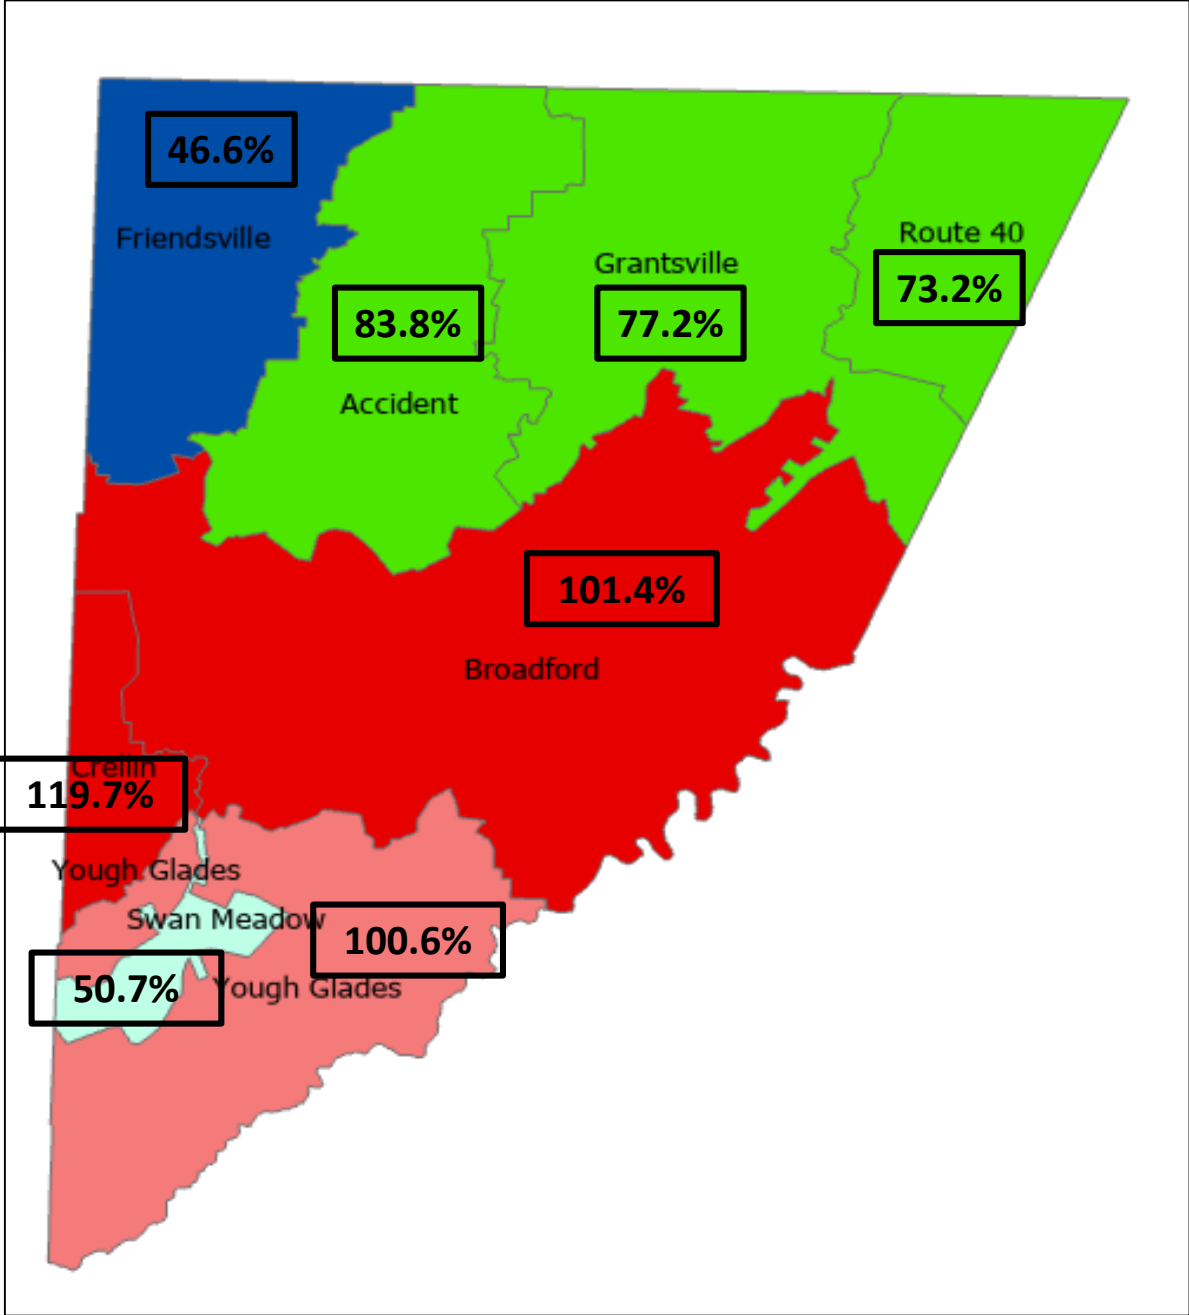 46.6%
Friendsville
Route 40
73.2%
Grantsville
77.2%
83.8%
Accident
101.4%
Broadford
Crellin
119.7%
Yough Glades
Swan Meadow
100.6%
50.7%
Yough Glades